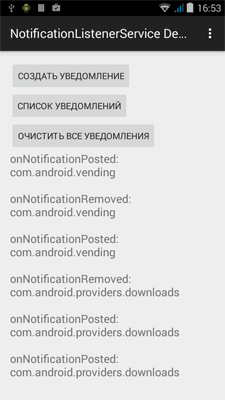 16:53
NotificationListenerService De...
СОЗДАТЬ УВЕДОМЛЕНИЕ
СПИСОК УВЕДОМЛЕНИЙ
ОЧИСТИТЬ ВСЕ УВЕДОМЛЕНИЯ
onNotificationPosted:
com.android.vending
onNotificationRemoved:
com.android.vending
onNotificationPosted:
com.android.vending
onNotificationRemoved:
com.android.providers.downloads
onNotificationPosted:
com.android.providers.downloads
onNotificationPosted:
com.android.providers.downloads